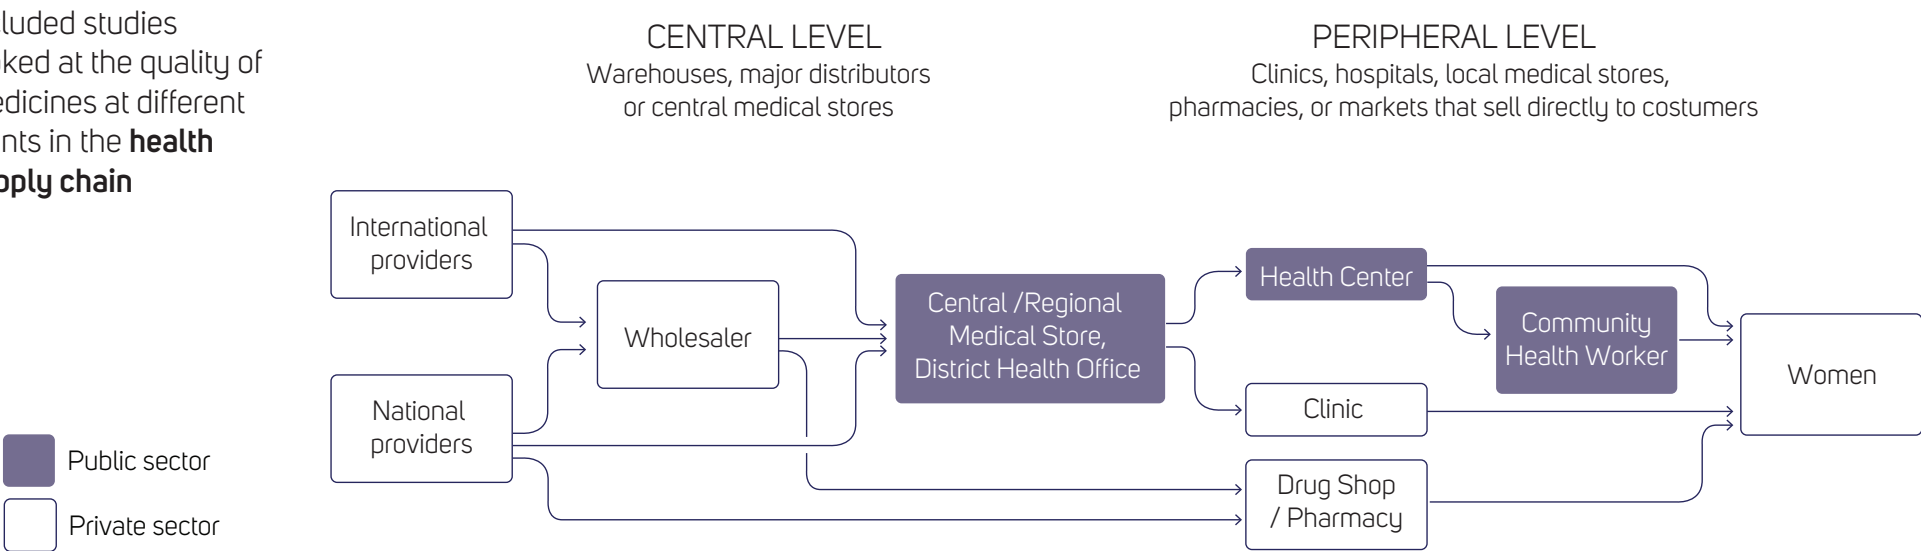 luded studies
oked at the quality of
edicines at different
nts in the health
pply chain
CENTRAL LEVEL
Warehouses, major distributors
or central medical stores
PERIPHERAL LEVEL
Clinics, hospitals, local medical stores,
pharmacies, or markets that sell directly to costumers
International
providers
National
providers
Wholesaler
Central /Regional
Medical Store,
District Health Office
Health Center
Community
Health Worker
Clinic
Drug Shop
/ Pharmacy
Women
Public sector
Private sector